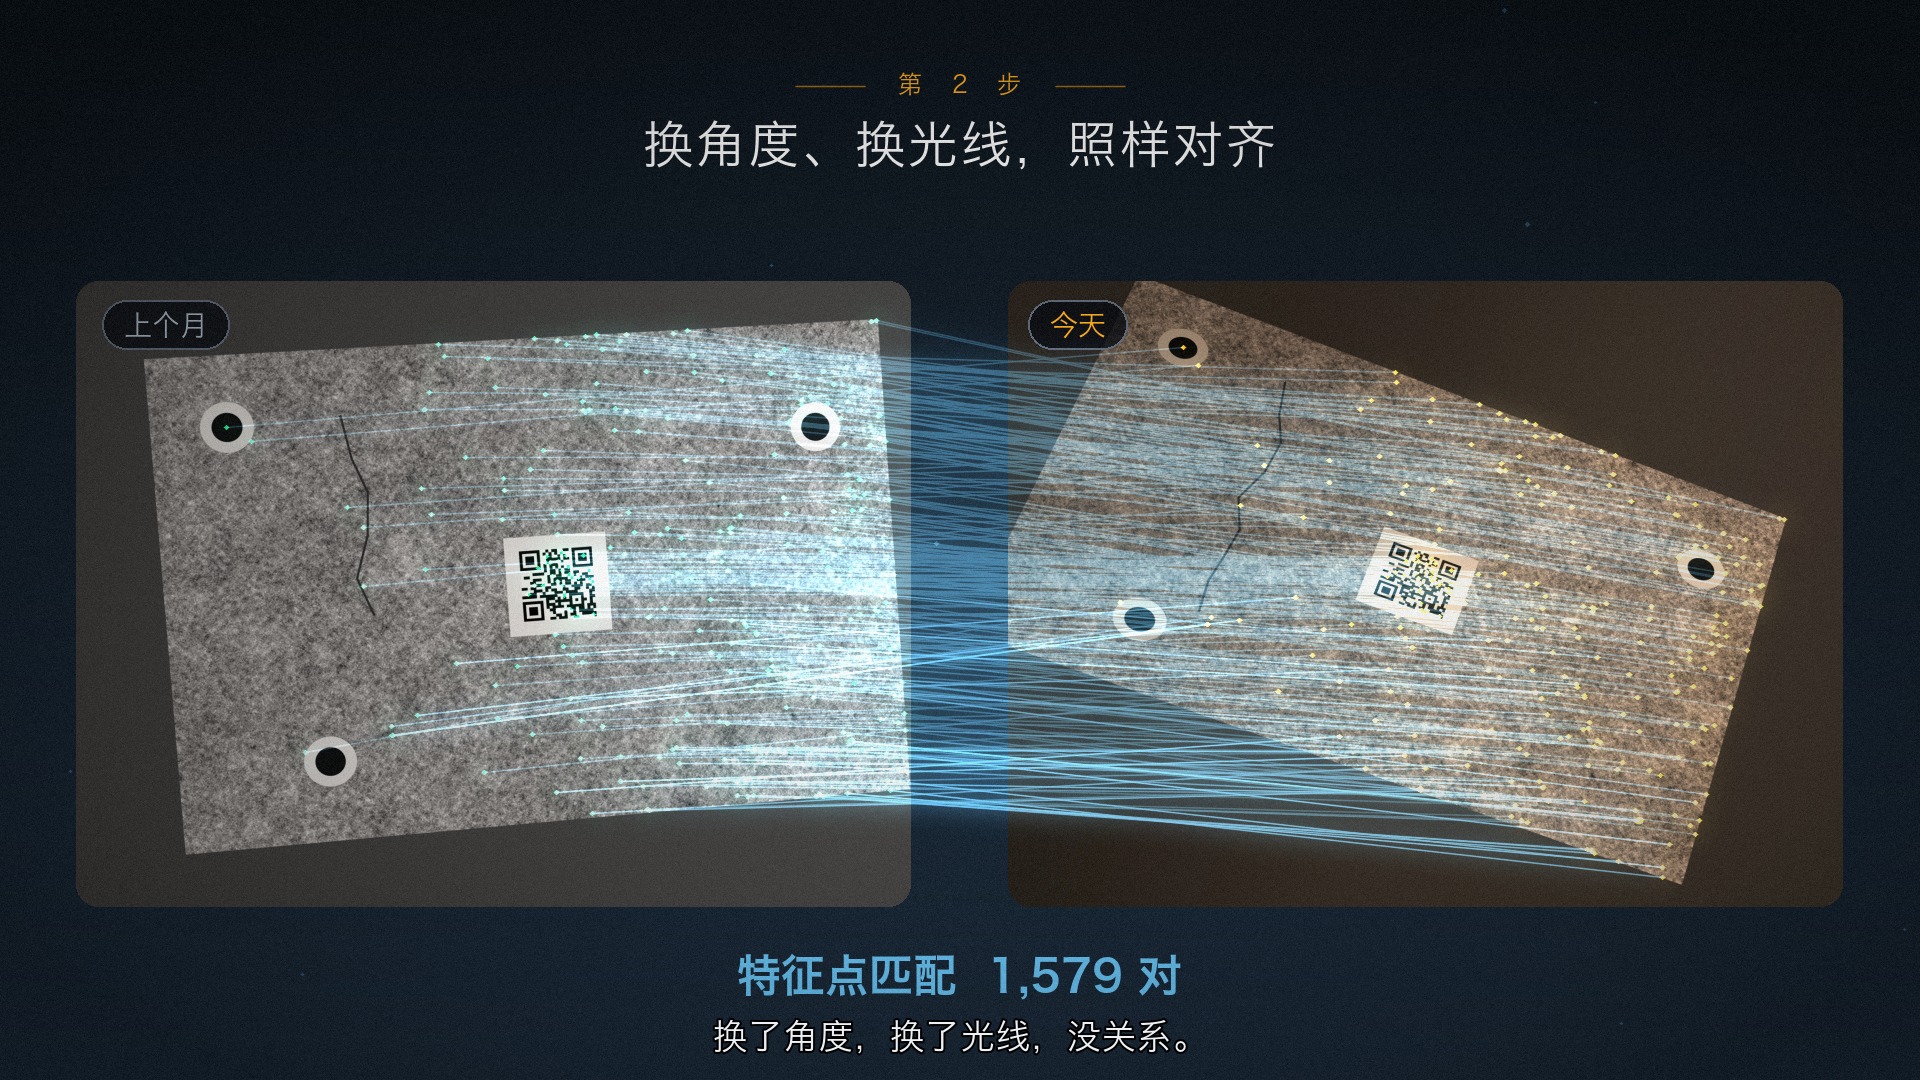 第 2 步
换角度、换光线，照样对齐
上个月
今天
特征点匹配 1,579 对
换了角度，换了光线，没关系。